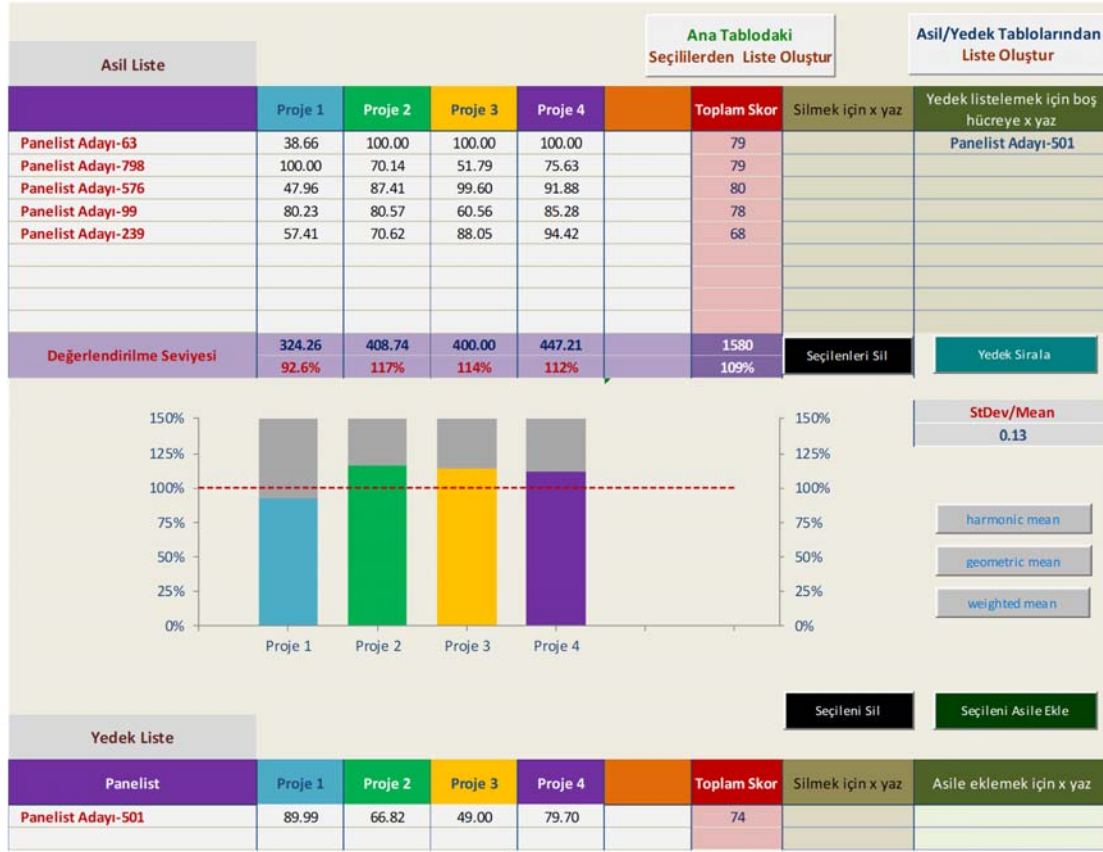 Ana Tablodaki
Seçililerden Liste Oluştur
Asil/Yedek Tablolarından
Liste Oluştur
Asil Liste
Proje 1 Proje 2 Proje 3 Proje 4 Toplam Skor Silmek için x yaz Yedek listelemek için boş
hücreye x yaz
Panelist Adayı-63 38.66 100.00 100.00 100.00 79 Panelist Adayı-501
Panelist Adayı-798 100.00 70.14 51.79 75.63 79
Panelist Adayı-576 47.96 87.41 99.60 91.88 80
Panelist Adayı-99 80.23 80.57 60.56 85.28 78
Panelist Adayı-239 57.41 70.62 88.05 94.42 68
Değerlendirilme Seviyesi
324.26 408.74 400.00 447.21 1580
92.6% 117% 114% 112% 109%
Seçilenleri Sil
Yedek Sirala
150% 150%
125% 125%
100% 100%
75% 75%
50% 50%
25% 25%
0% 0%
Proje 1 Proje 2 Proje 3 Proje 4
StDev/Mean
0.13
harmonic mean
geometric mean
weighted mean
Seçileni Sil
Seçileni Asile Ekle
Yedek Liste
Panelist Proje 1 Proje 2 Proje 3 Proje 4 Toplam Skor Silmek için x yaz Asile eklemek için x yaz
Panelist Adayı-501 89.99 66.82 49.00 79.70 74